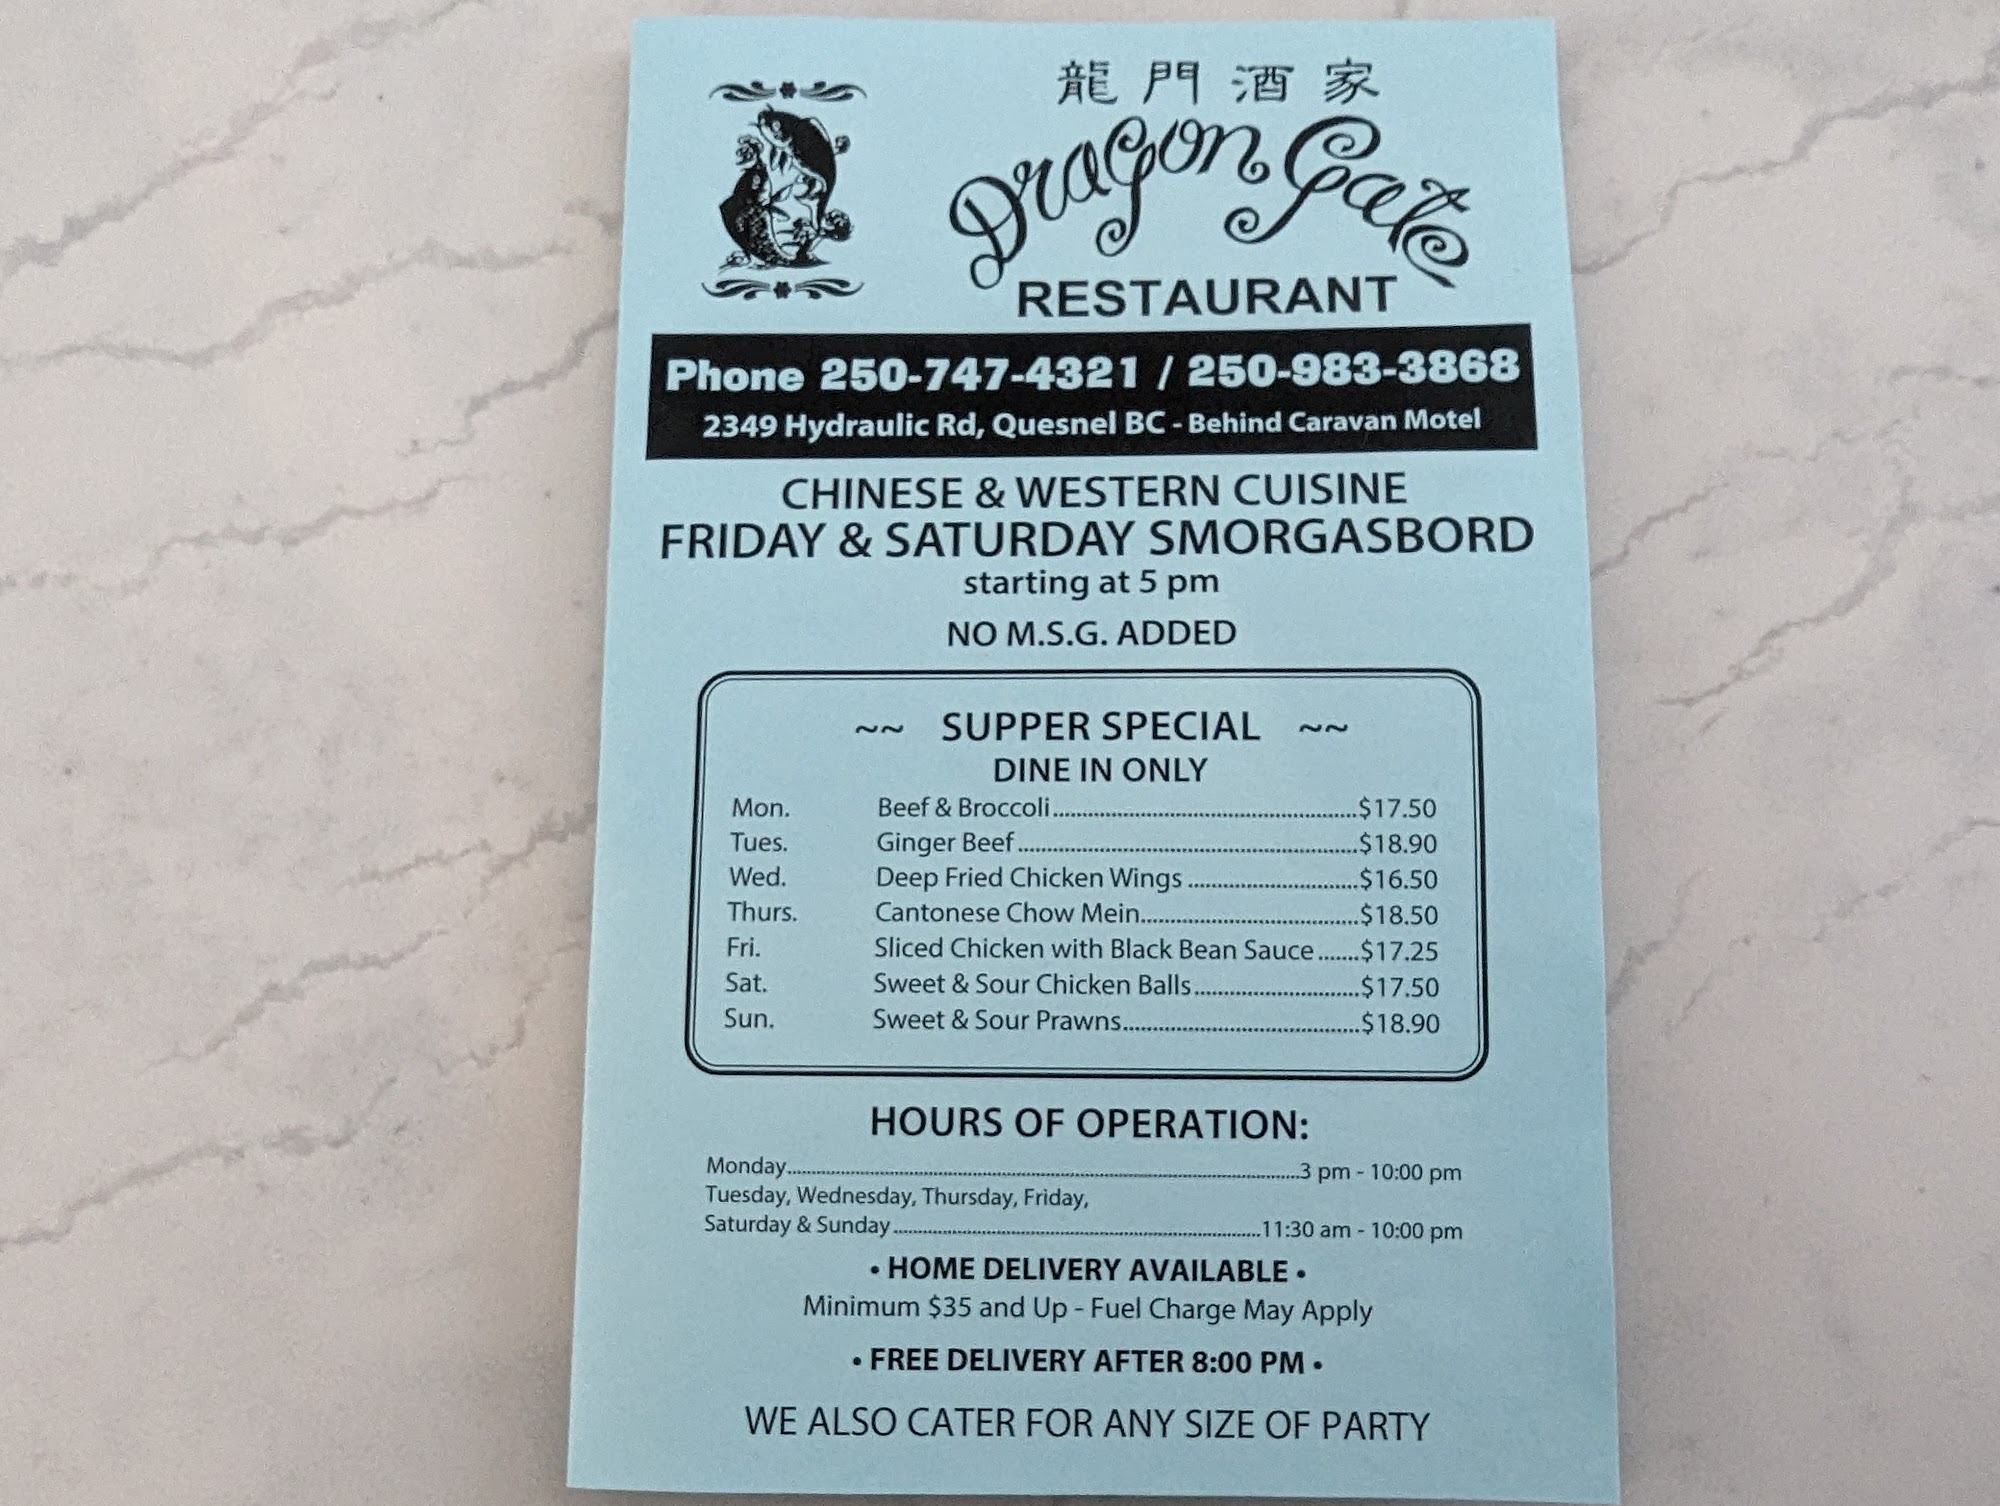 龍門酒家
Dragon Gate
RESTAURANT
Phone 250-747-4321 / 250-983-3868
2349 Hydraulic Rd, Quesnel BC - Behind Caravan Motel
CHINESE & WESTERN CUISINE
FRIDAY & SATURDAY SMORGASBORD
starting at 5 pm
NO M.S.G. ADDED
~~ SUPPER SPECIAL ~~
DINE IN ONLY
Mon. Beef & Broccoli $17.50
Tues. Ginger Beef $18.90
Wed. Deep Fried Chicken Wings $16.50
Thurs. Cantonese Chow Mein $18.50
Fri. Sliced Chicken with Black Bean Sauce $17.25
Sat. Sweet & Sour Chicken Balls $17.50
Sun. Sweet & Sour Prawns $18.90
HOURS OF OPERATION:
Monday 3 pm - 10:00 pm
Tuesday, Wednesday, Thursday, Friday,
Saturday & Sunday 11:30 am - 10:00 pm
• HOME DELIVERY AVAILABLE •
Minimum $35 and Up - Fuel Charge May Apply
• FREE DELIVERY AFTER 8:00 PM •
WE ALSO CATER FOR ANY SIZE OF PARTY